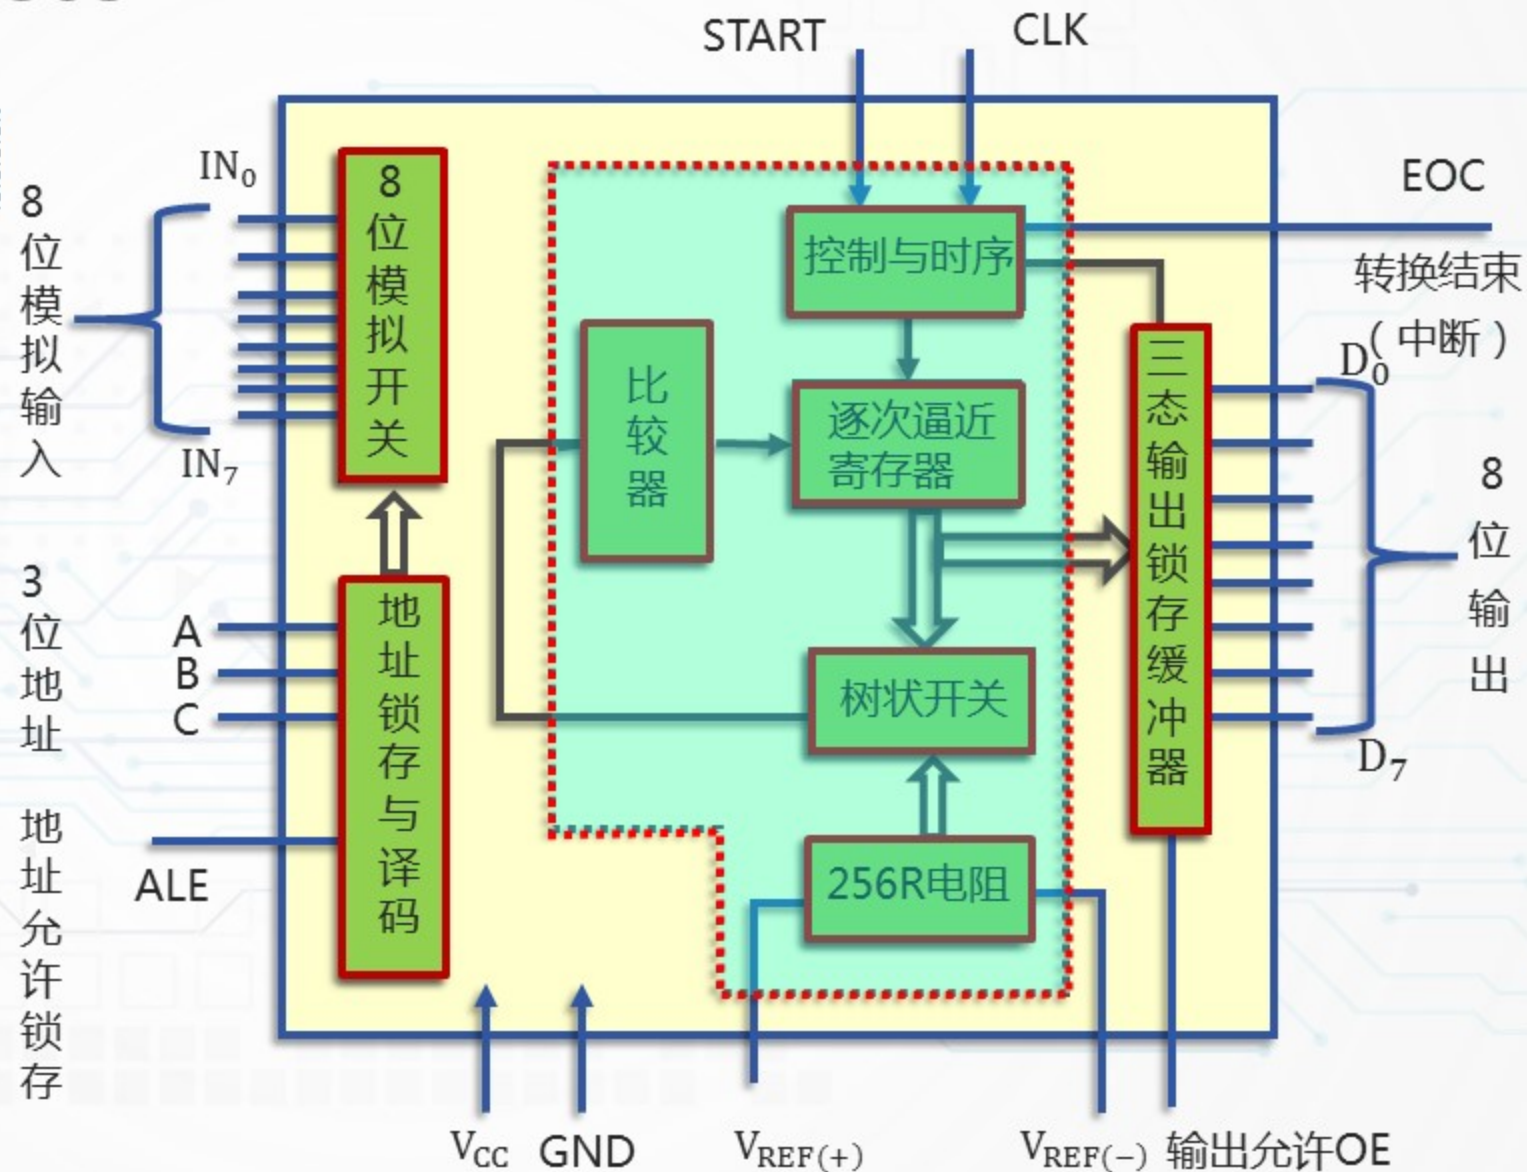 START
CLK
IN0
8位模拟输入
IN7
8位模拟开关
控制与时序
EOC
转换结束
（中断）
比较器
逐次逼近
寄存器
三态输出锁存缓冲器
D0
8位输出
D7
3位地址
A
B
C
地址锁存与译码
树状开关
256R电阻
地址允许锁存
ALE
VCC
GND
VREF(+)
VREF(−)
输出允许OE